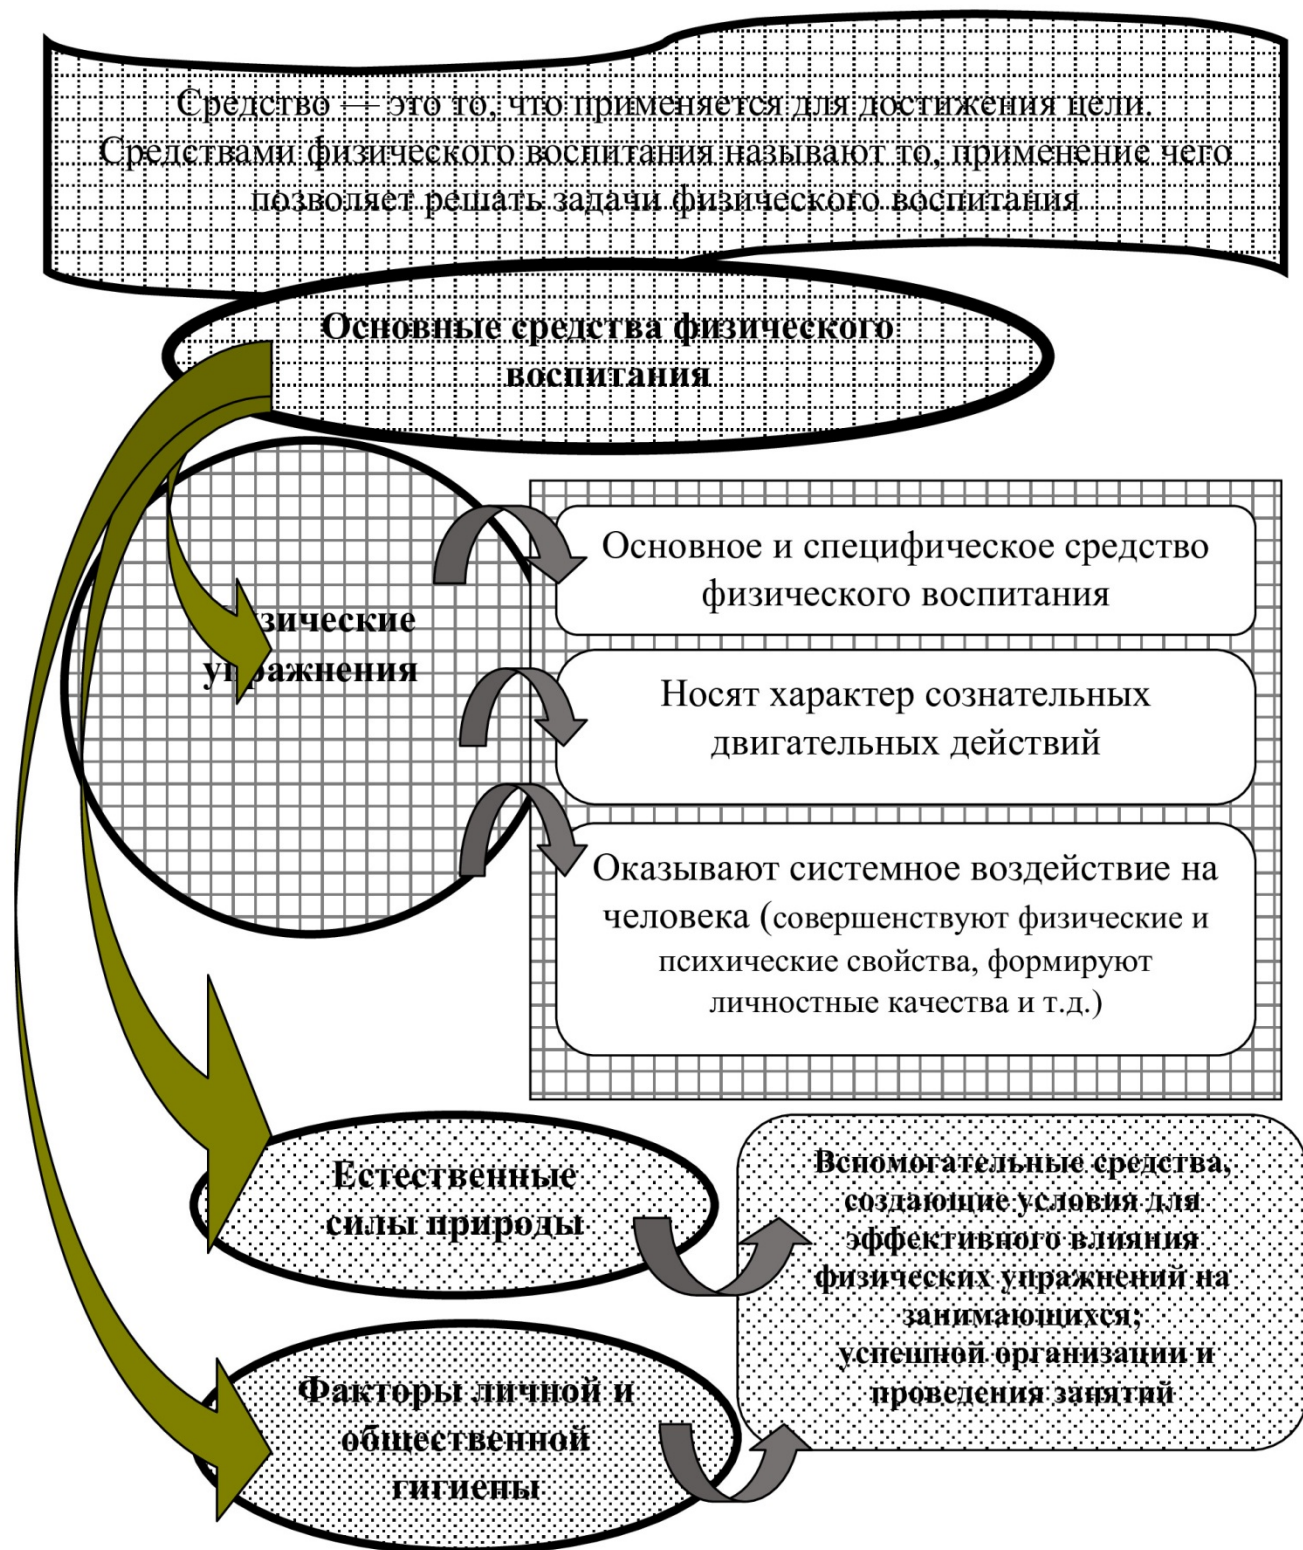 Средство — это то, что применяется для достижения цели.
Средствами физического воспитания называют то, применение чего
позволяет решать задачи физического воспитания
Основные средства физического
воспитания
Физические
упражнения
Основное и специфическое средство
физического воспитания
Носят характер сознательных
двигательных действий
Оказывают системное воздействие на
человека (совершенствуют физические и
психические свойства, формируют
личностные качества и т.д.)
Естественные
силы природы
Вспомогательные средства,
создающие условия для
эффективного влияния
физических упражнений на
занимающихся;
успешной организации и
проведения занятий
Факторы личной и
общественной
гигиены